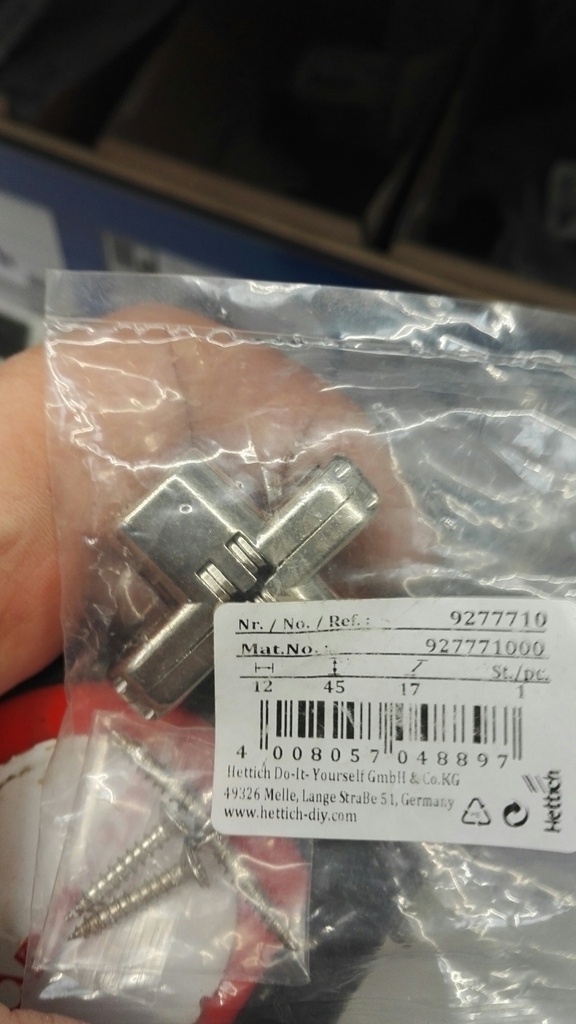 Nr. / No. / Ref. : 9277710
Mat.No. : 927771000
St./pc.
12 45 17 1
4 008057 048897
Hettich Do-It-Yourself GmbH & Co.KG
49326 Melle, Lange Straße 51, Germany
www.hettich-diy.com
Hettich